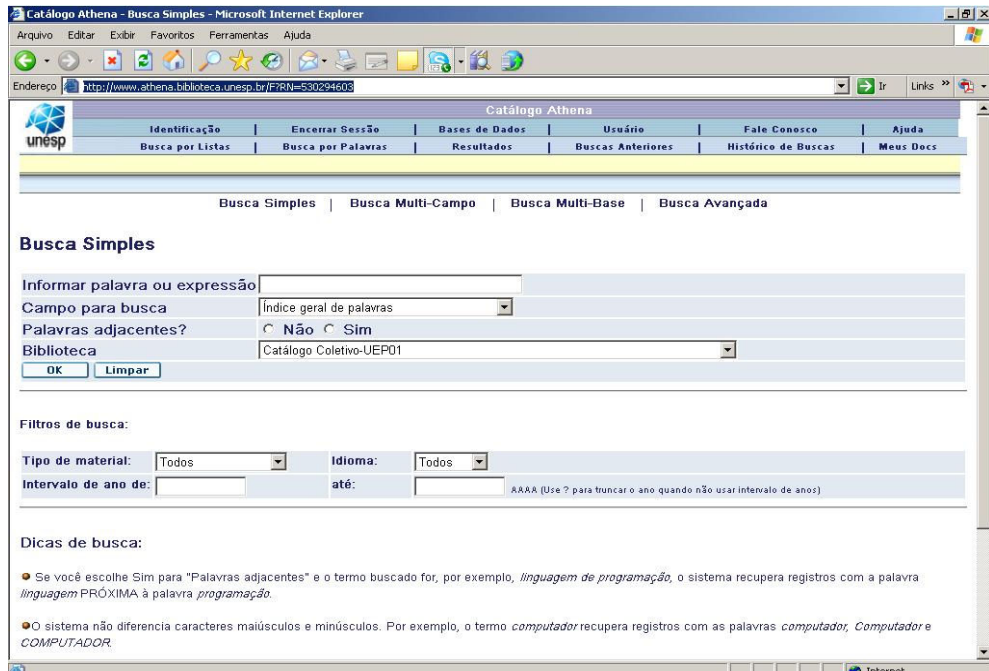 Catálogo Athena - Busca Simples - Microsoft Internet Explorer
Arquivo Editar Exibir Favoritos Ferramentas Ajuda
Endereço http://www.athena.biblioteca.unesp.br/F?RN=530294603 Ir Links »
Catálogo Athena
unesp
Identificação | Encerrar Sessão | Bases de Dados | Usuário | Fale Conosco | Ajuda
Busca por Listas | Busca por Palavras | Resultados | Buscas Anteriores | Histórico de Buscas | Meus Docs
Busca Simples | Busca Multi-Campo | Busca Multi-Base | Busca Avançada
Busca Simples
Informar palavra ou expressão
Campo para busca Índice geral de palavras
Palavras adjacentes? Não Sim
Biblioteca Catálogo Coletivo-UEP01
OK Limpar
Filtros de busca:
Tipo de material: Todos Idioma: Todos
Intervalo de ano de: até: AAAA (Use ? para truncar o ano quando não usar intervalo de anos)
Dicas de busca:
Se você escolhe Sim para "Palavras adjacentes" e o termo buscado for, por exemplo, linguagem de programação, o sistema recupera registros com a palavra
linguagem PRÓXIMA à palavra programação.
O sistema não diferencia caracteres maiúsculos e minúsculos. Por exemplo, o termo computador recupera registros com as palavras computador, Computador e
COMPUTADOR.
Internet